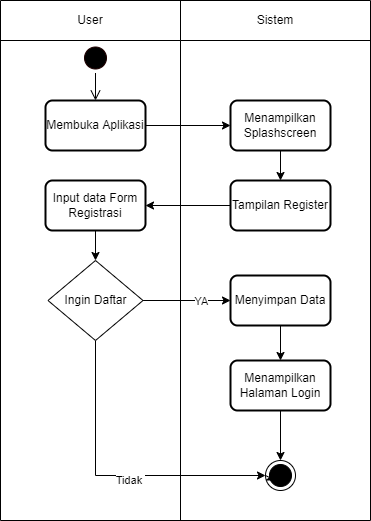 User
Sistem
Membuka Aplikasi
Menampilkan
Splashscreen
Input data Form
Registrasi
Tampilan Register
Ingin Daftar
YA
Menyimpan Data
Menampilkan
Halaman Login
Tidak